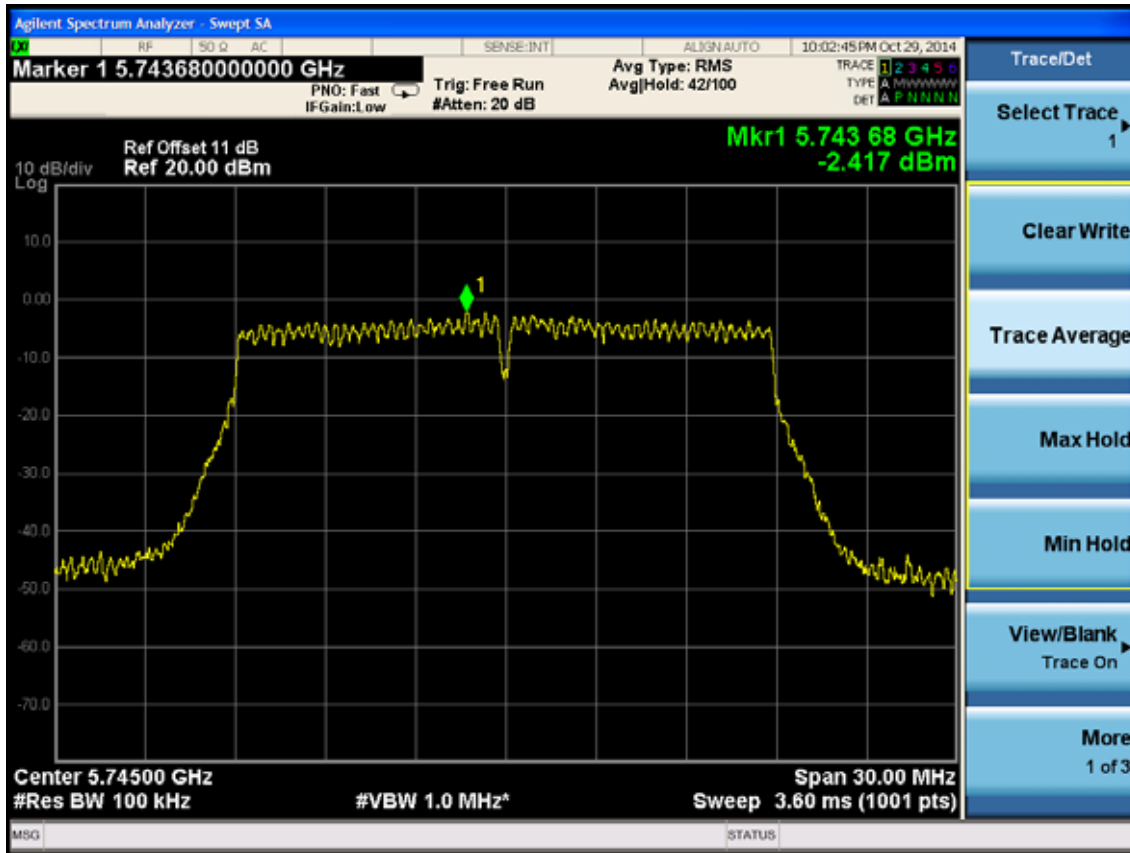 Agilent Spectrum Analyzer - Swept SA
RF 50 Ω AC SENSE:INT ALIGNAUTO 10:02:45 PM Oct 29, 2014
Marker 1 5.743680000000 GHz
PNO: Fast
IFGain:Low
Trig: Free Run
#Atten: 20 dB
Avg Type: RMS
Avg|Hold: 42/100
TRACE 1 2 3 4 5 6
TYPE A M W W W W W
DET A P N N N N
Mkr1 5.743 68 GHz
-2.417 dBm
Ref Offset 11 dB
10 dB/div Ref 20.00 dBm
Log
10.0
0.00
-10.0
-20.0
-30.0
-40.0
-50.0
-60.0
-70.0
1
Center 5.74500 GHz
Span 30.00 MHz
#Res BW 100 kHz
#VBW 1.0 MHz*
Sweep 3.60 ms (1001 pts)
MSG
STATUS
Trace/Det
Select Trace
1
Clear Write
Trace Average
Max Hold
Min Hold
View/Blank
Trace On
More
1 of 3